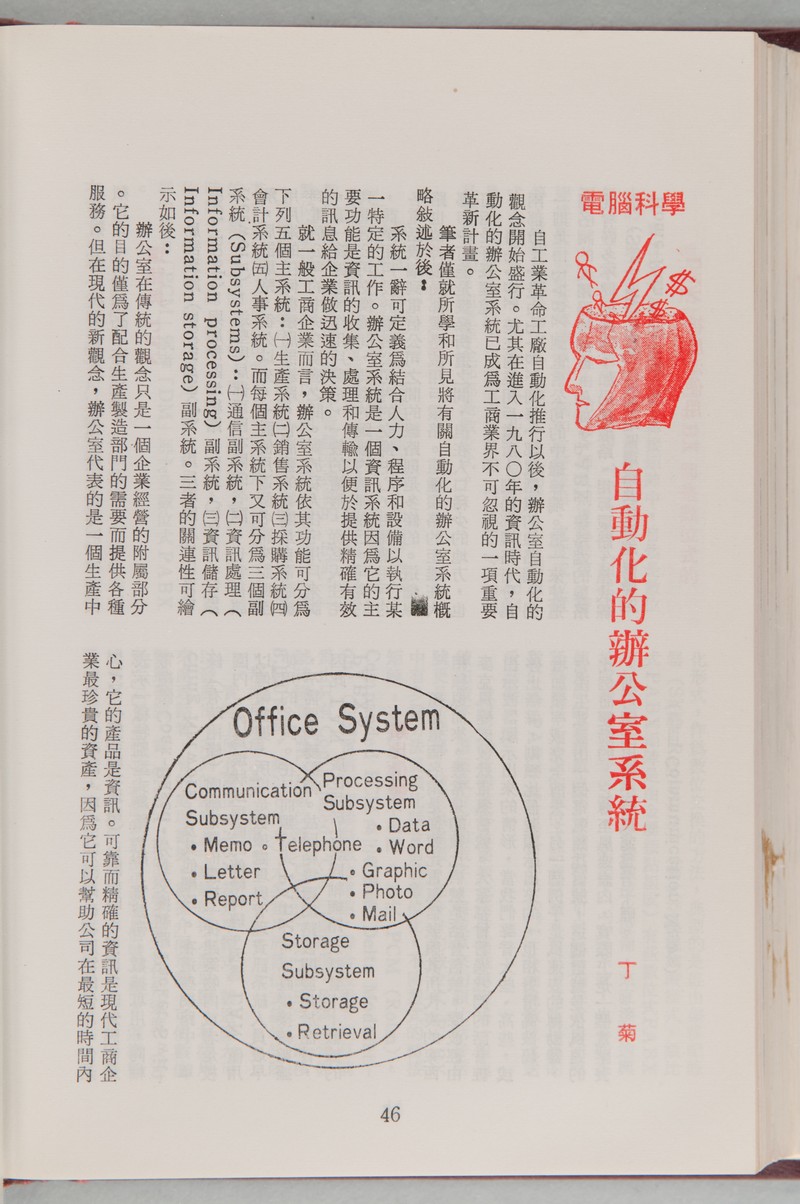 電腦科學
自動化的辦公室系統
丁菊
自工業革命工廠自動化推行以後，辦公室自動化的
觀念開始盛行。尤其在進入一九八〇年的資訊時代，自
動化的辦公室系統已成爲工商業界不可忽視的一項重要
革新計畫。
筆者僅就所學和所見將有關自動化的辦公室系統概
略敍述於後：
系統一辭可定義爲結合人力、程序和設備以執行某
一特定的工作。辦公室系統是一個資訊系統因爲它的主
要功能是資訊的收集、處理和傳輸以便於提供精確有效
的訊息給企業做迅速的決策。
就一般工商企業而言，辦公室系統依其功能可分爲
下列五個主系統：㈠生產系統㈡銷售系統㈢採購系統㈣
會計系統㈤人事系統。而每個主系統下又可分爲三個副
系統（Subsystems）：㈠通信副系統，㈡資訊處理（
Information processing）副系統，㈢資訊儲存（
Information storage）副系統。三者的關連性可繪
示如後：
辦公室在傳統的觀念只是一個企業經營的附屬部分
。它的目的僅爲了配合生產製造部門的需要而提供各種
服務。但在現代的新觀念，辦公室代表的是一個生產中
Office System
Communication
Subsystem
• Memo
• Letter
• Report
• Telephone
Processing
Subsystem
• Data
• Word
• Graphic
• Photo
• Mail
Storage
Subsystem
• Storage
• Retrieval
心，它的產品是資訊。可靠而精確的資訊是現代工商企
業最珍貴的資產，因爲它可以幫助公司在最短的時間內
46